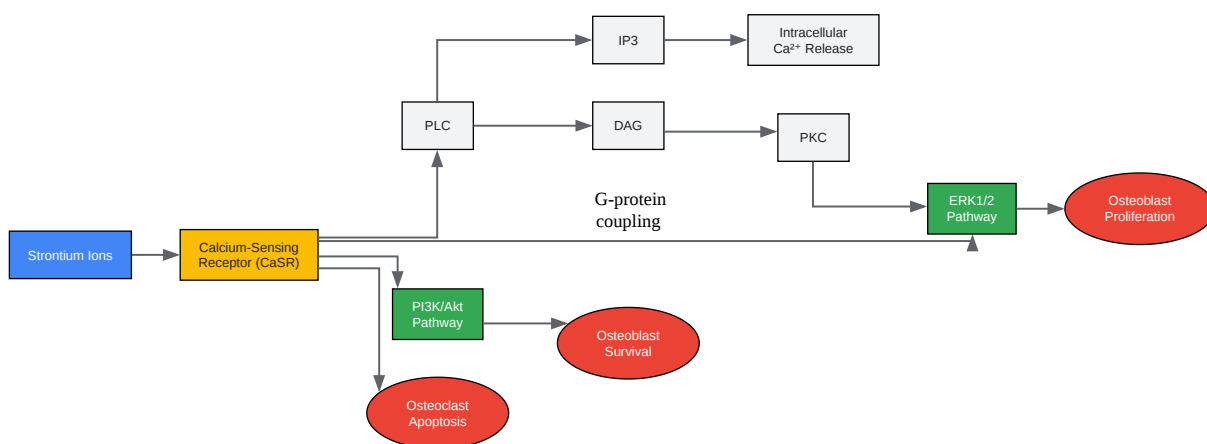 IP3
Intracellular
Ca²⁺ Release
PLC
DAG
PKC
G-protein
coupling
ERK1/2
Pathway
Osteoblast
Proliferation
Strontium Ions
Calcium-Sensing
Receptor (CaSR)
PI3K/Akt
Pathway
Osteoblast
Survival
Osteoclast
Apoptosis